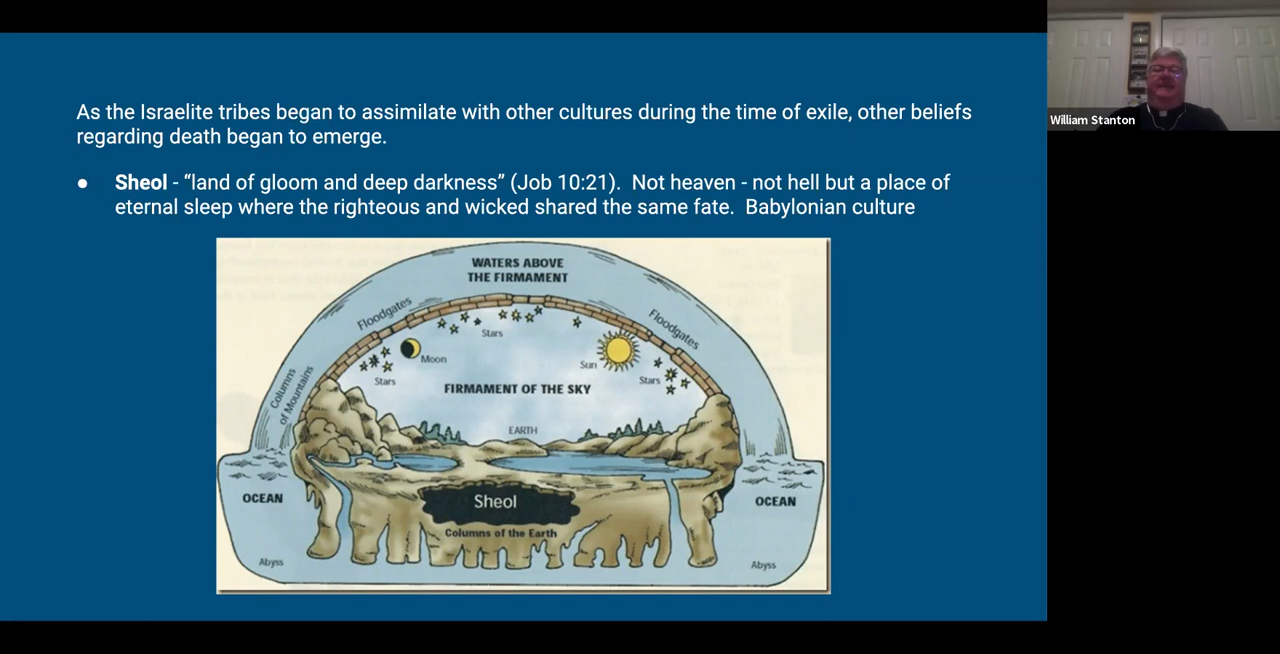 As the Israelite tribes began to assimilate with other cultures during the time of exile, other beliefs
regarding death began to emerge.
● Sheol - “land of gloom and deep darkness” (Job 10:21).  Not heaven - not hell but a place of
eternal sleep where the righteous and wicked shared the same fate.  Babylonian culture
WATERS ABOVE
THE FIRMAMENT
Floodgates
Floodgates
Stars
Moon
Sun
Stars
Stars
Columns
of Mountains
FIRMAMENT OF THE SKY
EARTH
OCEAN
Sheol
OCEAN
Columns of the Earth
Abyss
Abyss
William Stanton